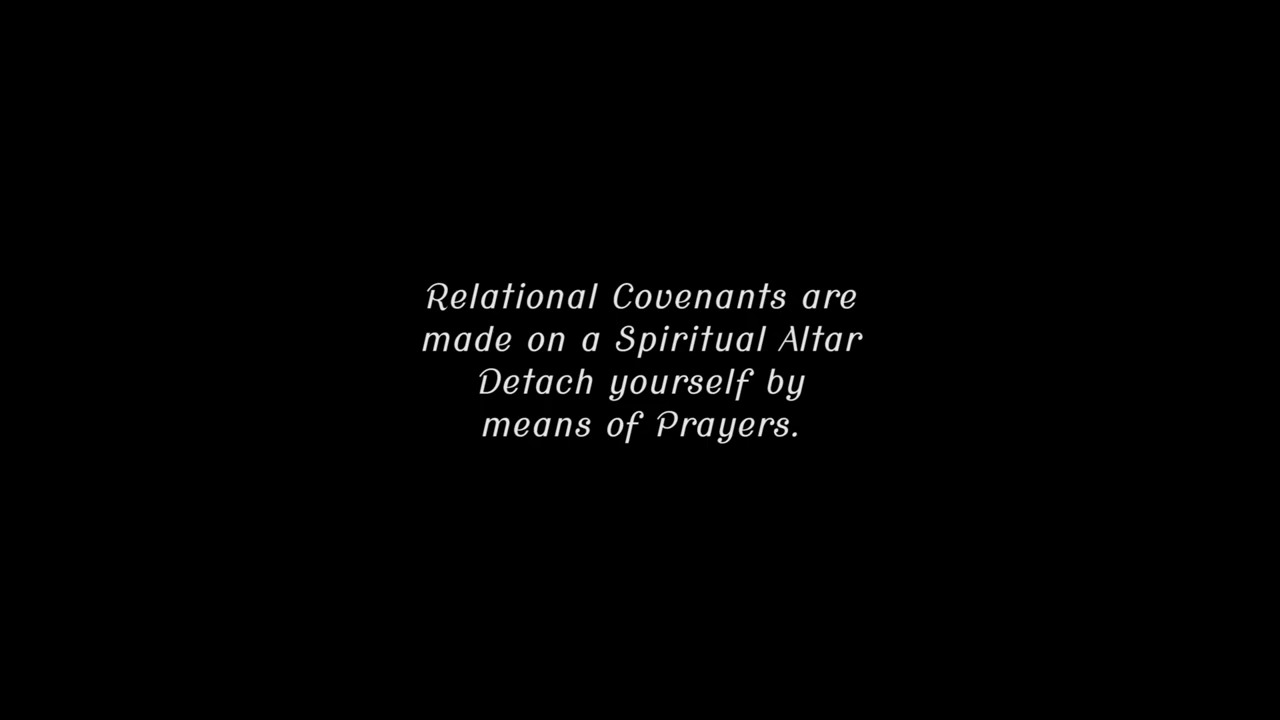 Relational Covenants are
made on a Spiritual Altar
Detach yourself by
means of Prayers.